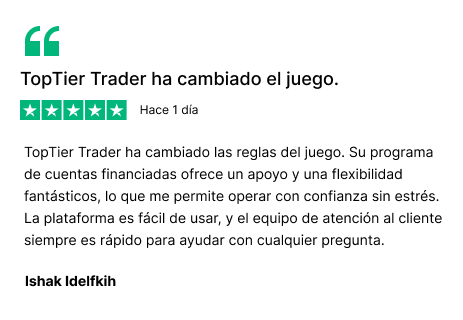 TopTier Trader ha cambiado el juego.
Hace 1 día
TopTier Trader ha cambiado las reglas del juego. Su programa
de cuentas financiadas ofrece un apoyo y una flexibilidad
fantásticos, lo que me permite operar con confianza sin estrés.
La plataforma es fácil de usar, y el equipo de atención al cliente
siempre es rápido para ayudar con cualquier pregunta.
Ishak Idelfkih